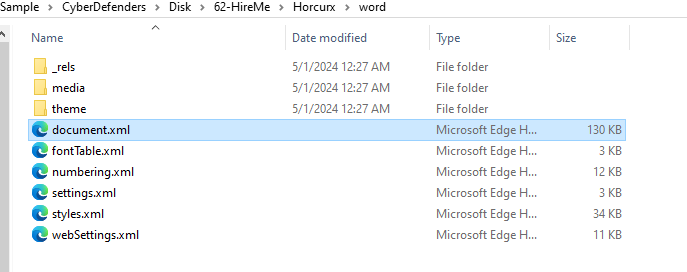 Sample > CyberDefenders > Disk > 62-HireMe > Horcurx > word
Name Date modified Type Size
_rels 5/1/2024 12:27 AM File folder
media 5/1/2024 12:27 AM File folder
theme 5/1/2024 12:27 AM File folder
document.xml Microsoft Edge H... 130 KB
fontTable.xml Microsoft Edge H... 3 KB
numbering.xml Microsoft Edge H... 12 KB
settings.xml Microsoft Edge H... 3 KB
styles.xml Microsoft Edge H... 34 KB
webSettings.xml Microsoft Edge H... 11 KB